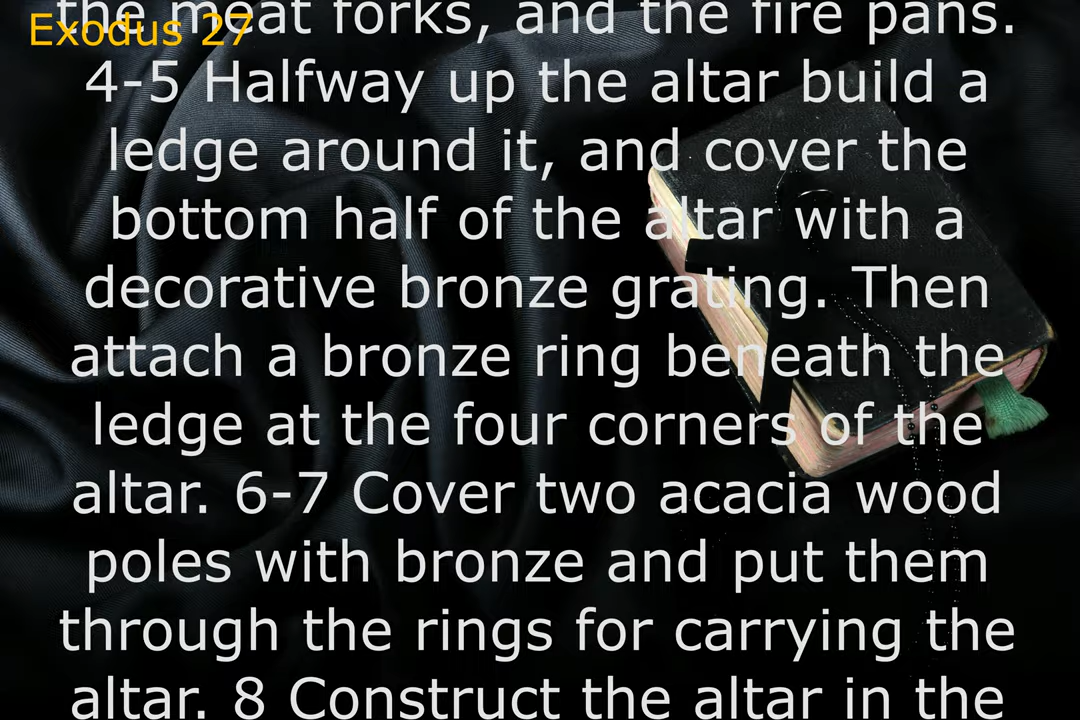 the meat forks, and the fire pans.
Exodus 27
4-5 Halfway up the altar build a
ledge around it, and cover the
bottom half of the altar with a
decorative bronze grating. Then
attach a bronze ring beneath the
ledge at the four corners of the
altar. 6-7 Cover two acacia wood
poles with bronze and put them
through the rings for carrying the
altar. 8 Construct the altar in the